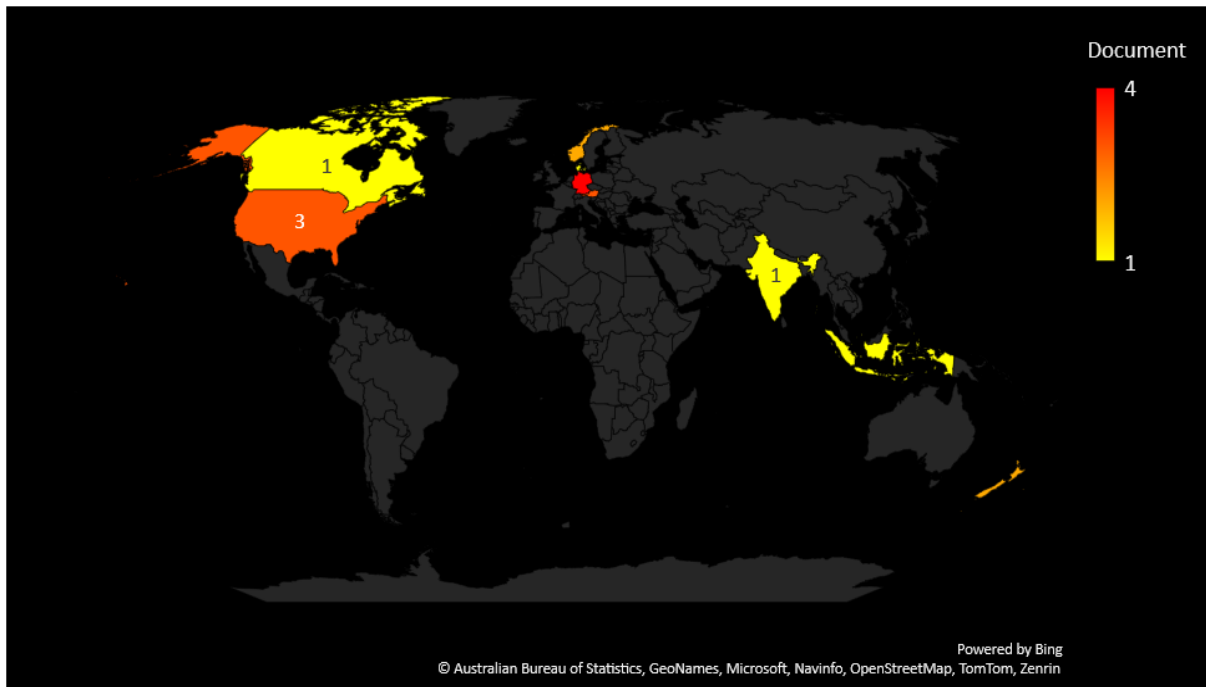 Document
4
1
3
1
1
Powered by Bing
© Australian Bureau of Statistics, GeoNames, Microsoft, Navinfo, OpenStreetMap, TomTom, Zenrin